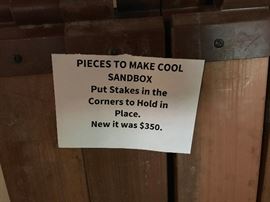 PIECES TO MAKE COOL
SANDBOX
Put Stakes in the
Corners to Hold in
Place.
New it was $350.